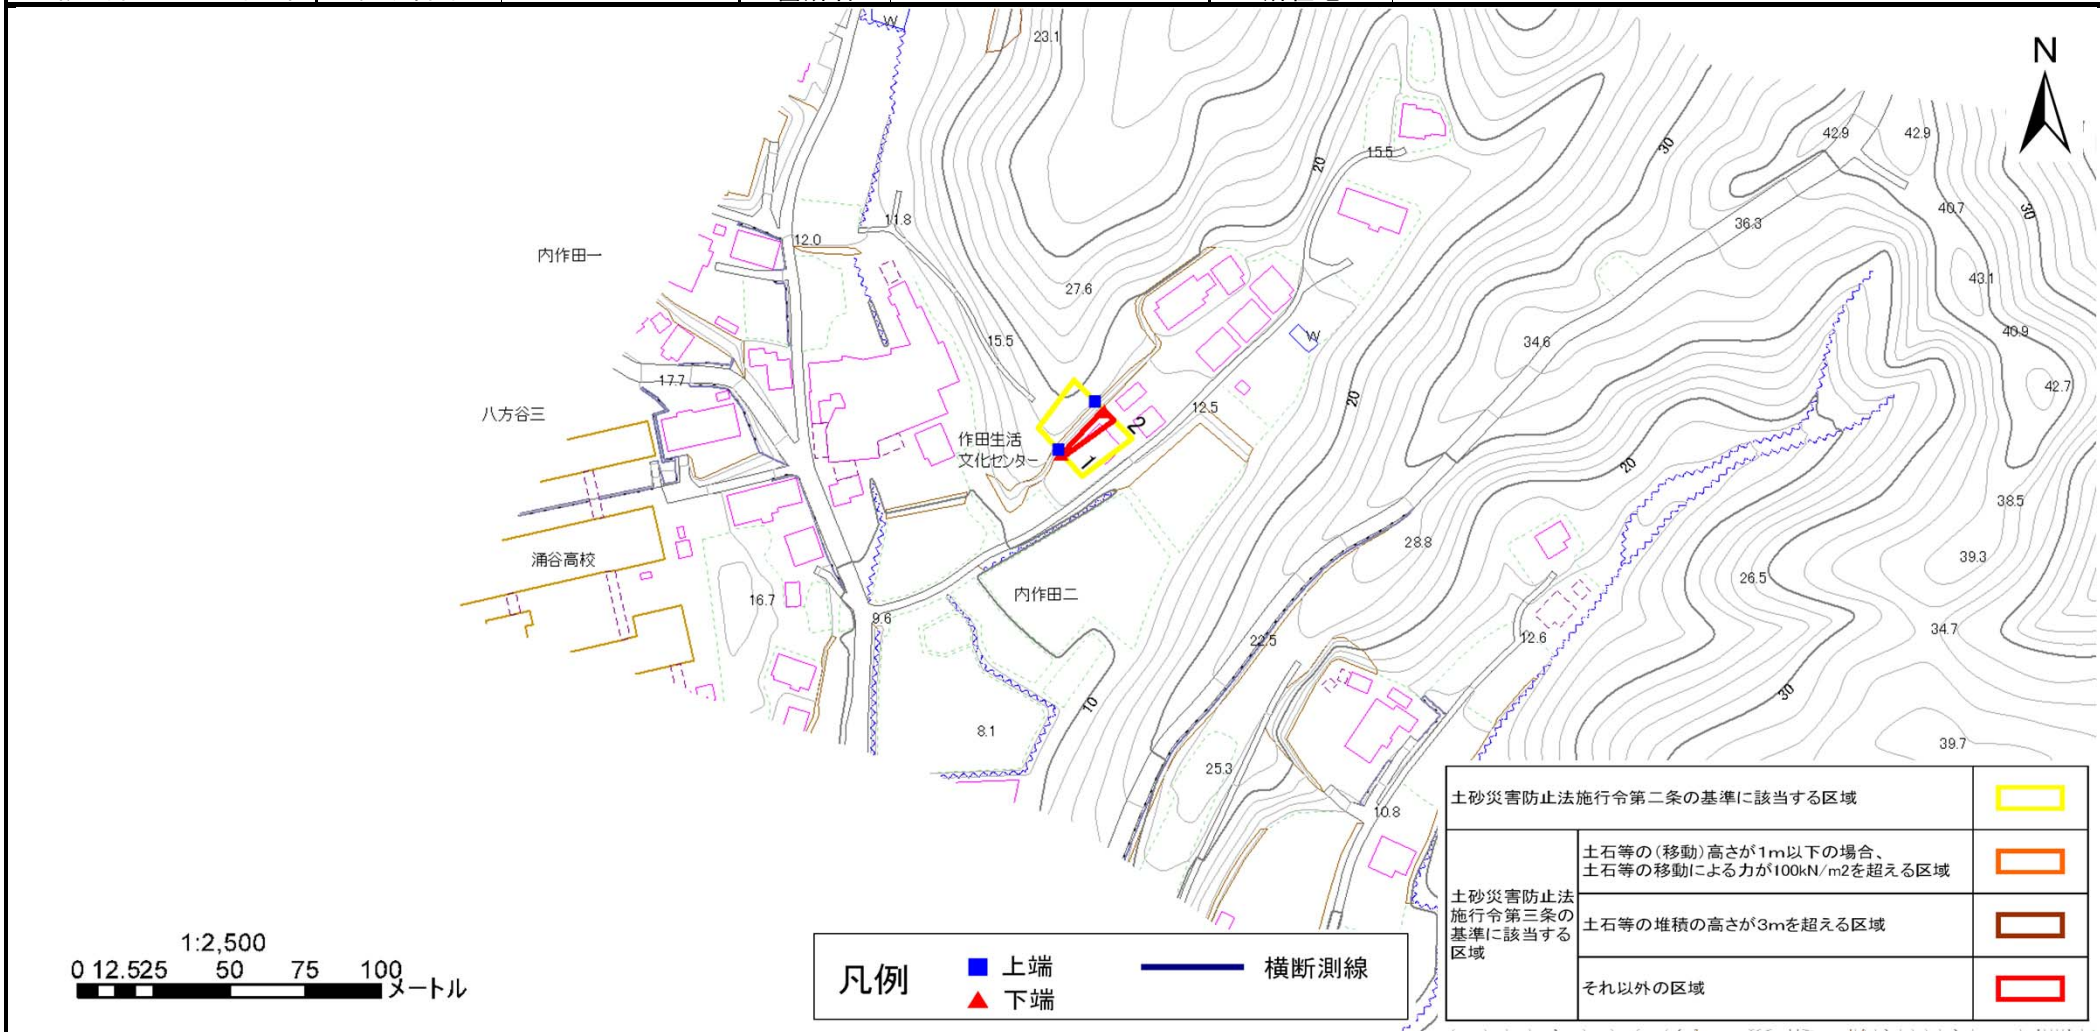 W
23.1
N
42.9
42.9
20
15.5
30
40.7
30
11.8
36.3
12.0
内作田一
43.1
27.6
W
40.9
15.5
34.6
17.7
42.7
20
12.5
八方谷三
作田生活
文化センター
2
1
20
38.5
28.8
39.3
涌谷高校
26.5
16.7
内作田二
9.6
34.7
22.5
12.6
30
10
8.1
39.7
25.3
10.8
土砂災害防止法施行令第二条の基準に該当する区域
土石等の(移動)高さが1m以下の場合、
土石等の移動による力が100kN/m2を超える区域
土砂災害防止法
施行令第三条の
基準に該当する
区域
土石等の堆積の高さが3mを超える区域
それ以外の区域
1:2,500
0 12.525 50 75 100
メートル
凡例
上端
下端
横断測線